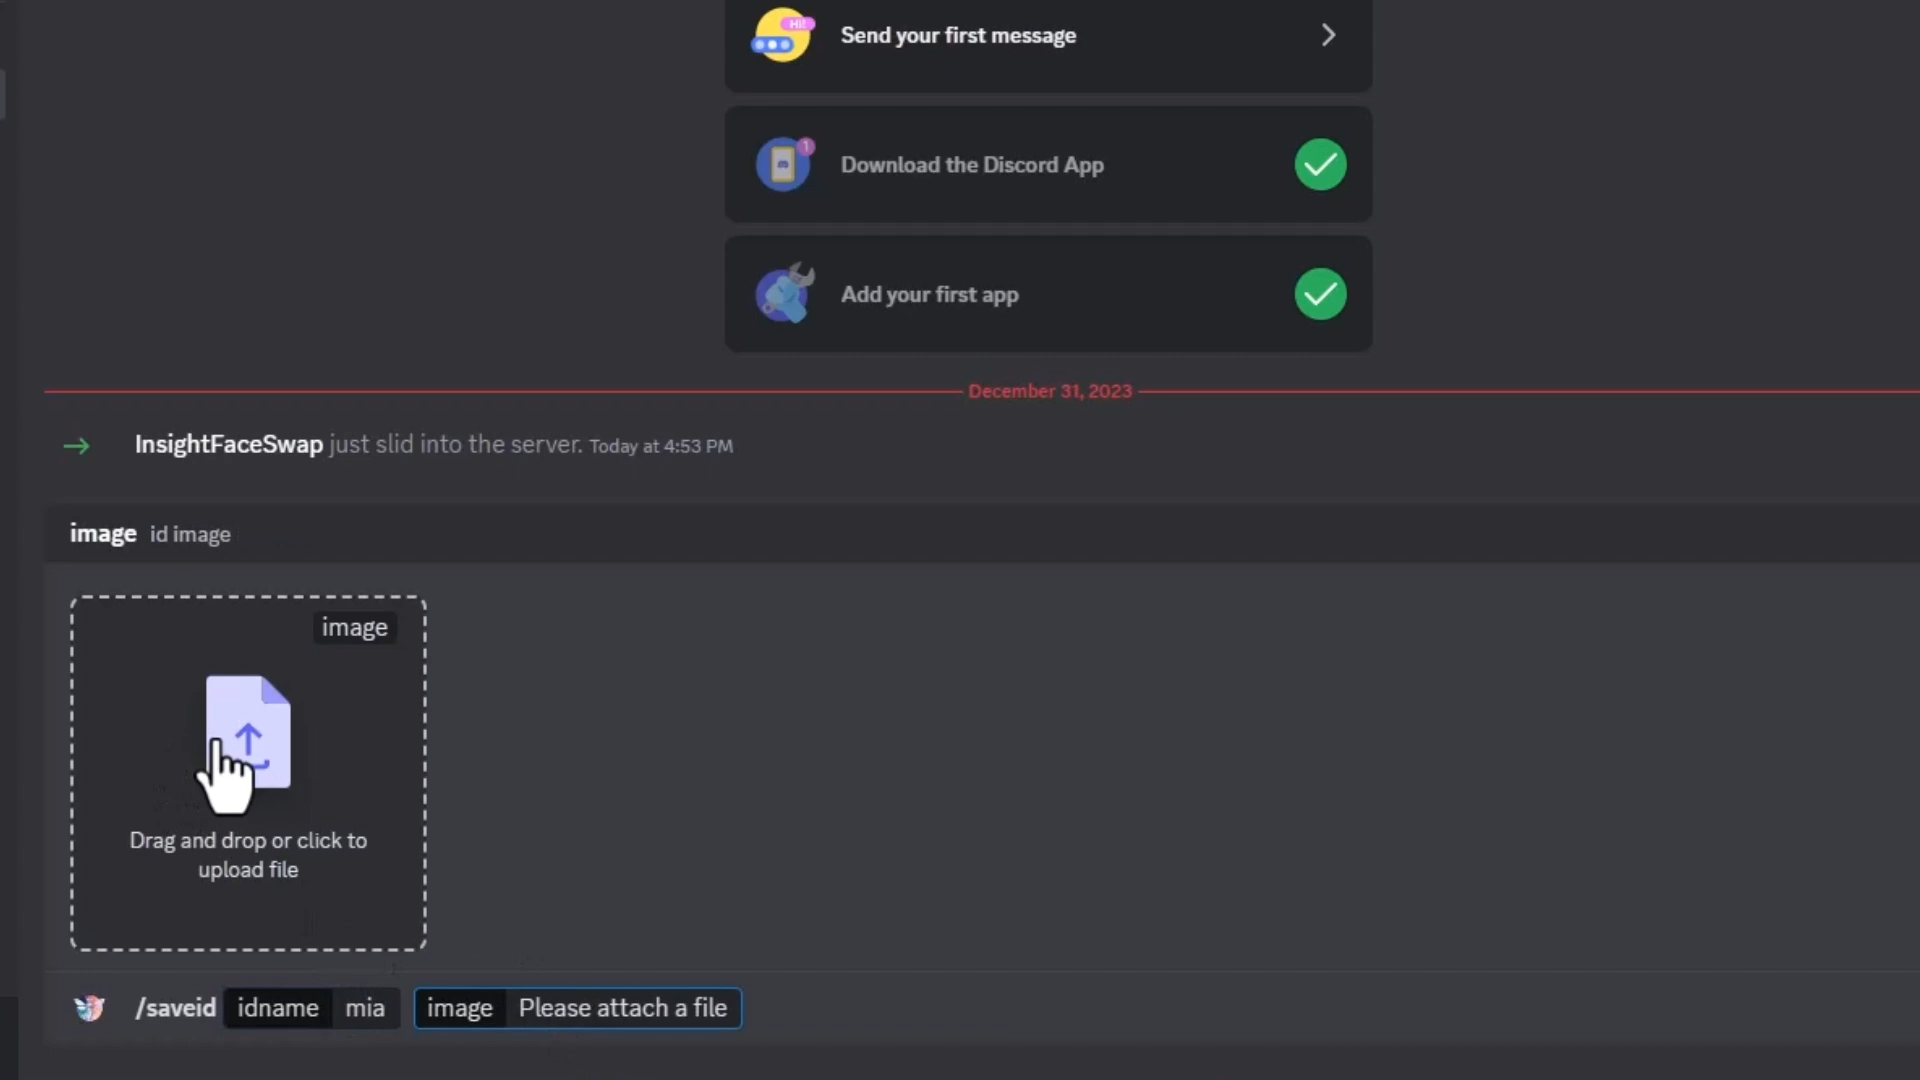 Hi!
Send your first message
1
Download the Discord App
Add your first app
December 31, 2023
InsightFaceSwap just slid into the server. Today at 4:53 PM
image id image
image
Drag and drop or click to
upload file
/saveid idname mia image Please attach a file